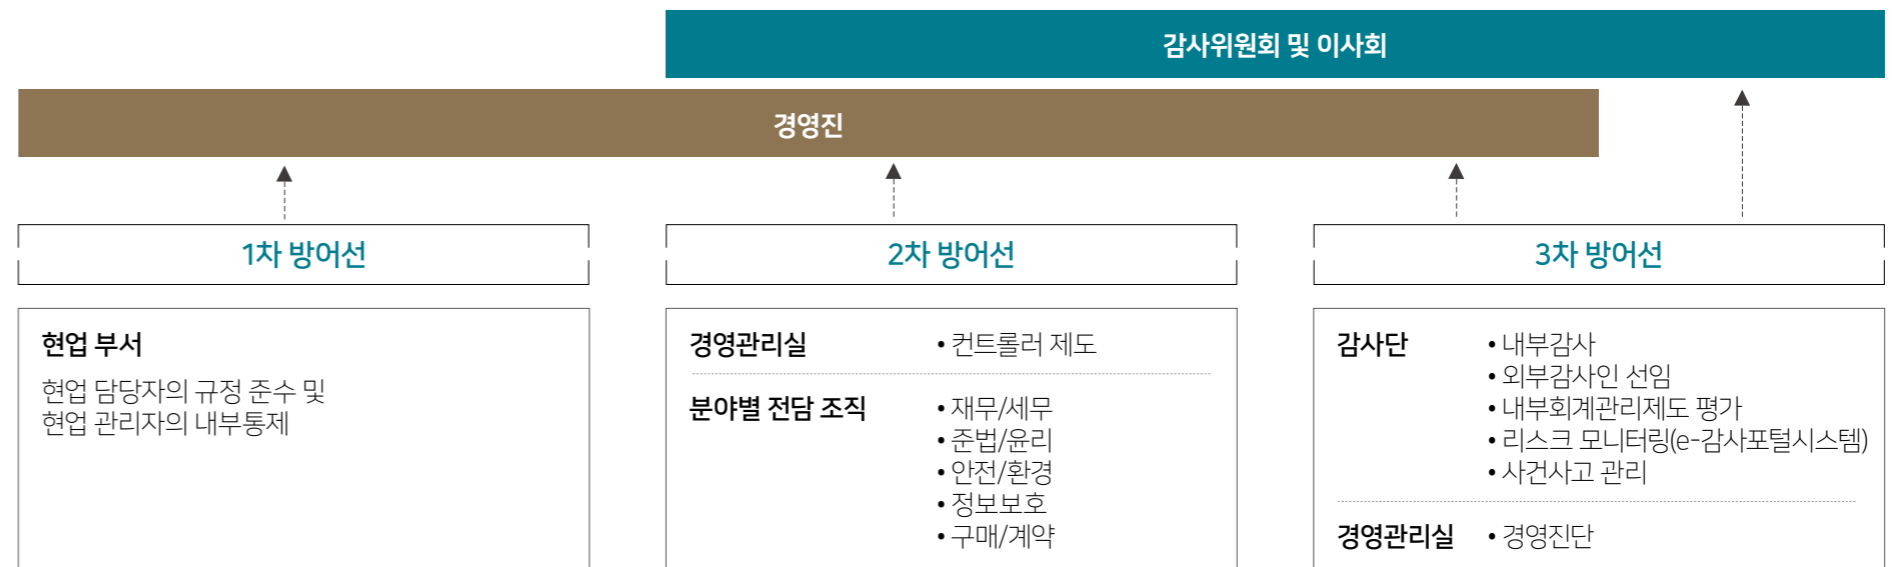 감사위원회 및 이사회
경영진
1차 방어선
2차 방어선
3차 방어선
현업 부서
현업 담당자의 규정 준수 및
현업 관리자의 내부통제
경영관리실
• 컨트롤러 제도
분야별 전담 조직
• 재무/세무
• 준법/윤리
• 안전/환경
• 정보보호
• 구매/계약
감사단
• 내부감사
• 외부감사인 선임
• 내부회계관리제도 평가
• 리스크 모니터링(e-감사포털시스템)
• 사건사고 관리
경영관리실
• 경영진단